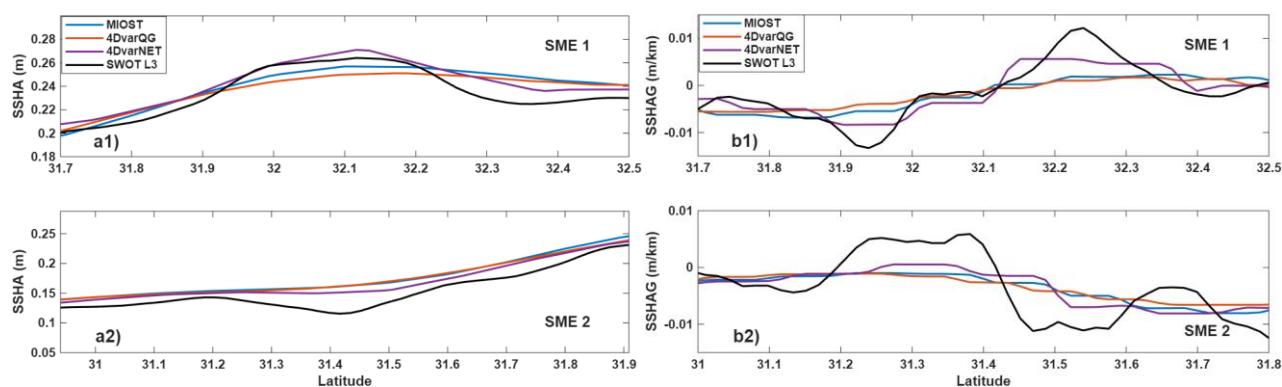 MIOST
4DvarQG
4DvarNET
SWOT L3
SME 1
a1)
SSHA (m)
0.28
0.26
0.24
0.22
0.2
0.18
31.7 31.8 31.9 32 32.1 32.2 32.3 32.4 32.5
MIOST
4DvarQG
4DvarNET
SWOT L3
SME 1
b1)
SSHAG (m/km)
0.01
0
-0.01
31.7 31.8 31.9 32 32.1 32.2 32.3 32.4 32.5
a2)
SME 2
SSHA (m)
0.25
0.2
0.15
0.1
0.05
31 31.1 31.2 31.3 31.4 31.5 31.6 31.7 31.8 31.9
Latitude
b2)
SME 2
SSHAG (m/km)
0.01
0
-0.01
31 31.1 31.2 31.3 31.4 31.5 31.6 31.7 31.8
Latitude